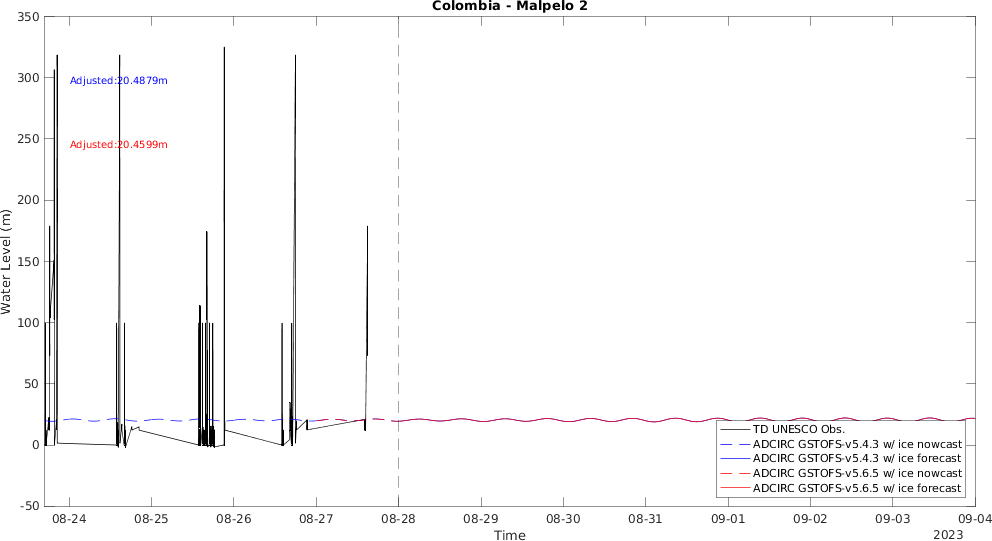 Colombia - Malpelo 2
Water Level (m)
350
300
250
200
150
100
50
0
-50
Adjusted:20.4879m
Adjusted:20.4599m
TD UNESCO Obs.
ADCIRC GSTOFS-v5.4.3 w/ ice nowcast
ADCIRC GSTOFS-v5.4.3 w/ ice forecast
ADCIRC GSTOFS-v5.6.5 w/ ice nowcast
ADCIRC GSTOFS-v5.6.5 w/ ice forecast
08-24 08-25 08-26 08-27 08-28 08-29 08-30 08-31 09-01 09-02 09-03 09-04
Time
2023